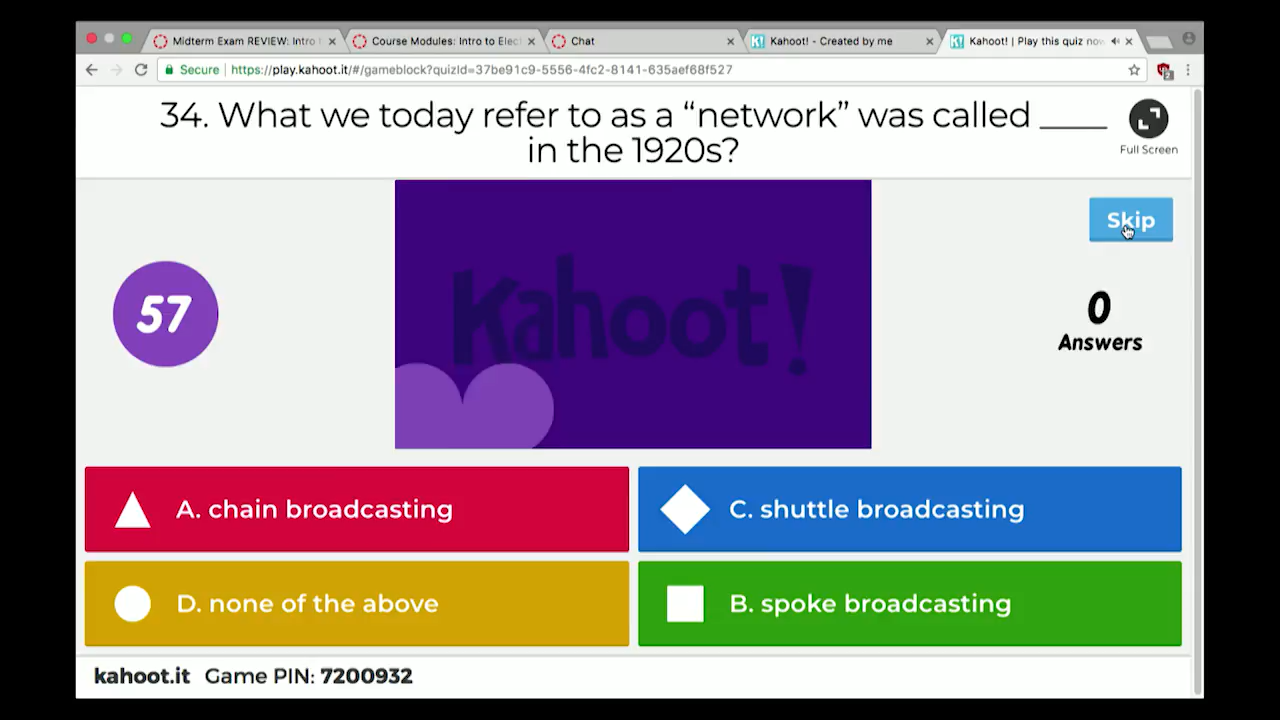 Midterm Exam REVIEW: Intro
Course Modules: Intro to Elec
Chat
Kahoot! - Created by me
Kahoot! | Play this quiz now
Secure
https://play.kahoot.it/#/gameblock?quizId=37be91c9-5556-4fc2-8141-635aef68f527
34. What we today refer to as a “network” was called _____
in the 1920s?
Full Screen
Skip
57
Kahoot!
0
Answers
A. chain broadcasting
C. shuttle broadcasting
D. none of the above
B. spoke broadcasting
kahoot.it Game PIN: 7200932